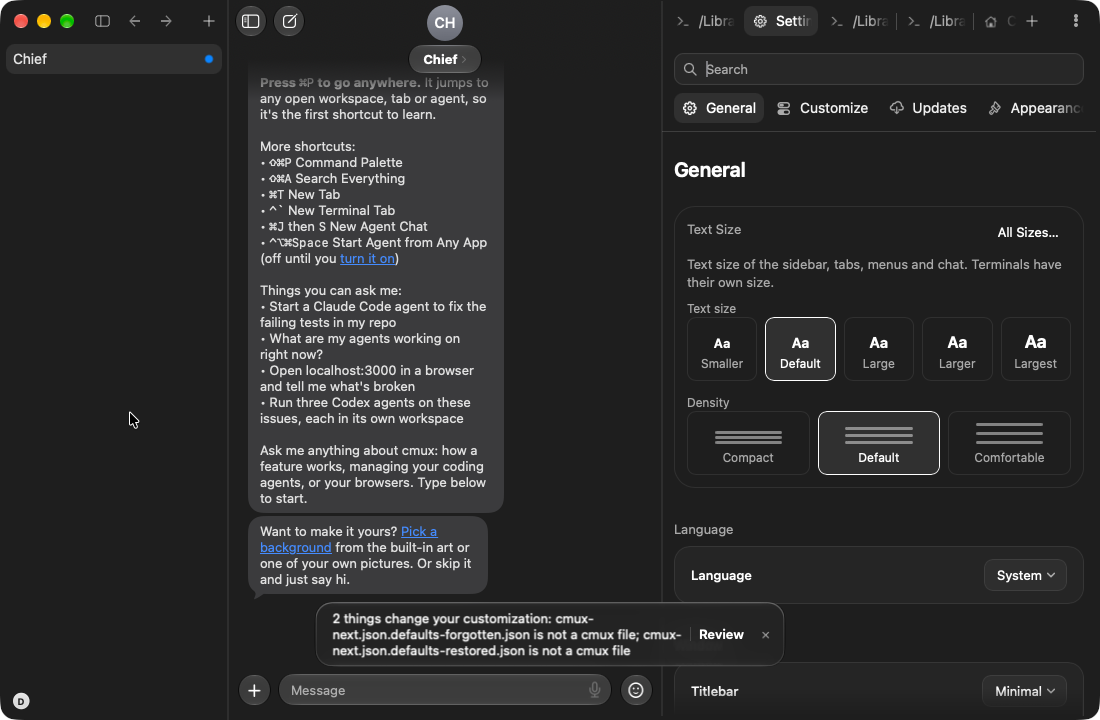 Chief
D
CH
Chief
Press ⌘P to go anywhere. It jumps to
any open workspace, tab or agent, so
it's the first shortcut to learn.
More shortcuts:
• ⇧⌘P Command Palette
• ⇧⌘A Search Everything
• ⌘T New Tab
• ^` New Terminal Tab
• ⌘J then S New Agent Chat
• ^⌥⌘Space Start Agent from Any App
(off until you turn it on)
Things you can ask me:
• Start a Claude Code agent to fix the
failing tests in my repo
• What are my agents working on
right now?
• Open localhost:3000 in a browser
and tell me what's broken
• Run three Codex agents on these
issues, each in its own workspace
Ask me anything about cmux: how a
feature works, managing your coding
agents, or your browsers. Type below
to start.
Want to make it yours? Pick a
background from the built-in art or
one of your own pictures. Or skip it
and just say hi.
2 things change your customization: cmux-
next.json.defaults-forgotten.json is not a cmux file; cmux-
next.json.defaults-restored.json is not a cmux file
Review
Message
/Libra Settin /Libra /Libra C
Search
General Customize Updates Appearanc
General
Text Size
All Sizes...
Text size of the sidebar, tabs, menus and chat. Terminals have
their own size.
Text size
Aa Aa Aa Aa Aa
Smaller Default Large Larger Largest
Density
Compact Default Comfortable
Language
Language System
Titlebar Minimal